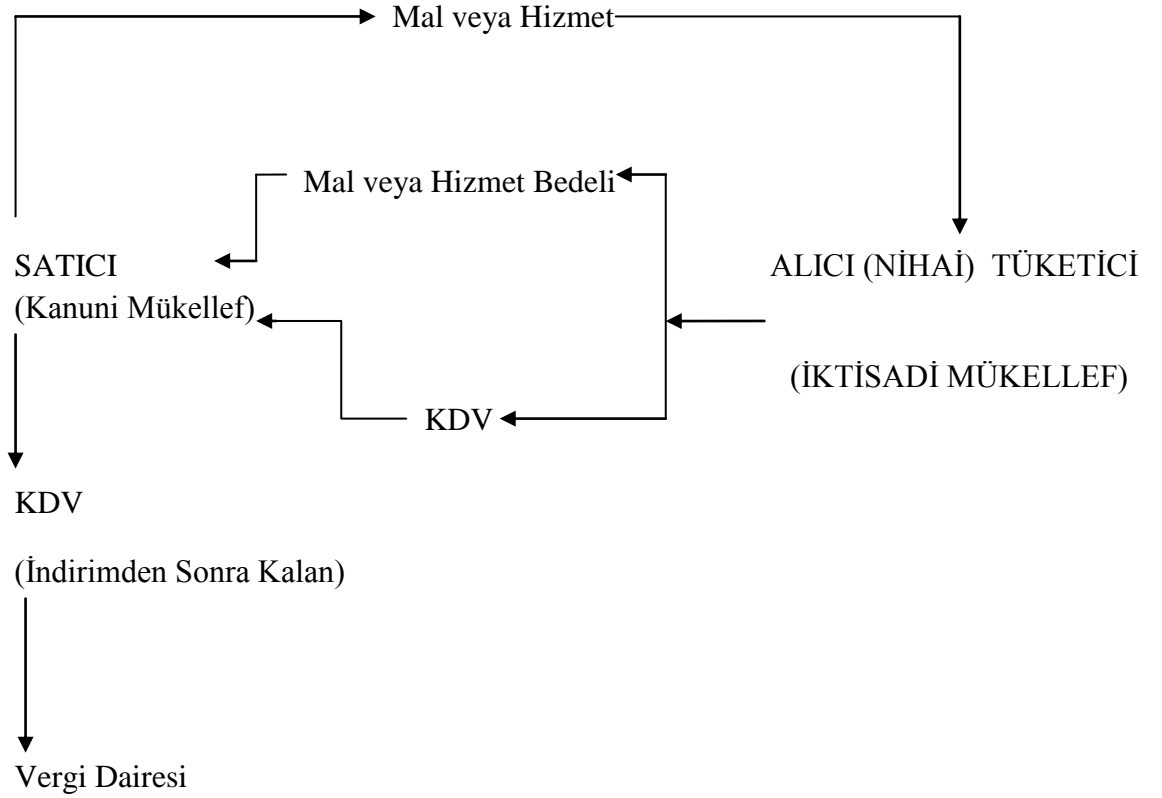 Mal veya Hizmet
Mal veya Hizmet Bedeli
SATICI
(Kanuni Mükellef)
ALICI (NİHAİ) TÜKETİCİ
(İKTİSADİ MÜKELLEF)
KDV
KDV
(İndirimden Sonra Kalan)
Vergi Dairesi